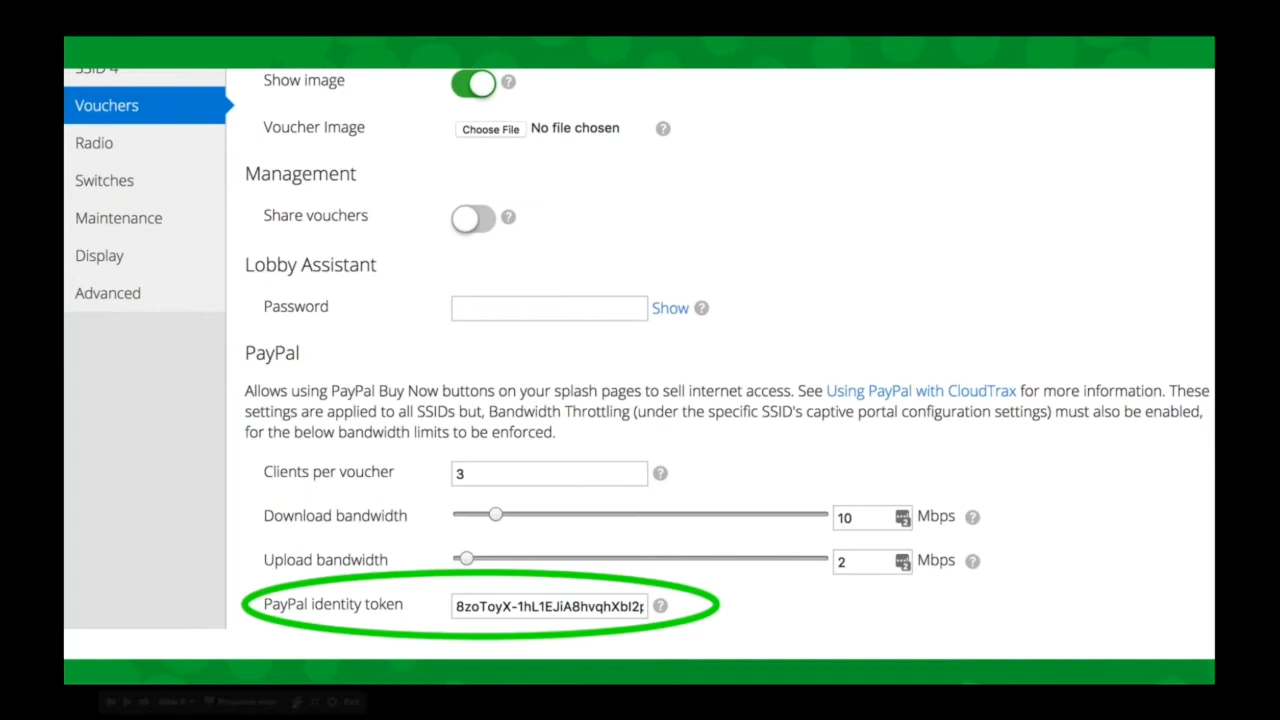 SSID 4
Show image
Vouchers
Voucher Image Choose File No file chosen
Radio
Management
Switches
Share vouchers
Maintenance
Display
Lobby Assistant
Advanced
Password Show
PayPal
Allows using PayPal Buy Now buttons on your splash pages to sell internet access. See Using PayPal with CloudTrax for more information. These
settings are applied to all SSIDs but, Bandwidth Throttling (under the specific SSID's captive portal configuration settings) must also be enabled,
for the below bandwidth limits to be enforced.
Clients per voucher 3
Download bandwidth 10 Mbps
Upload bandwidth 2 Mbps
PayPal identity token 8zoToyX-1hL1EJiA8hvqhXbI2p